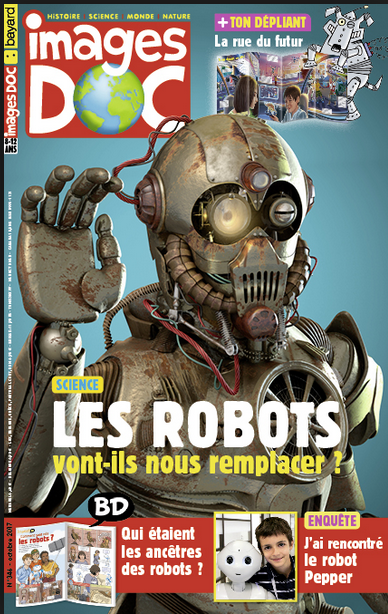 bayard
images DOC
8-12
ANS
HISTOIRE SCIENCE MONDE NATURE
images
DOC
+ TON DÉPLIANT
La rue du futur
SCIENCE
LES ROBOTS
vont-ils nous remplacer ?
BD
les robots ?
Qui étaient
les ancêtres
des robots ?
ENQUÊTE
J'ai rencontré
le robot
Pepper
N°346 - octobre 2017